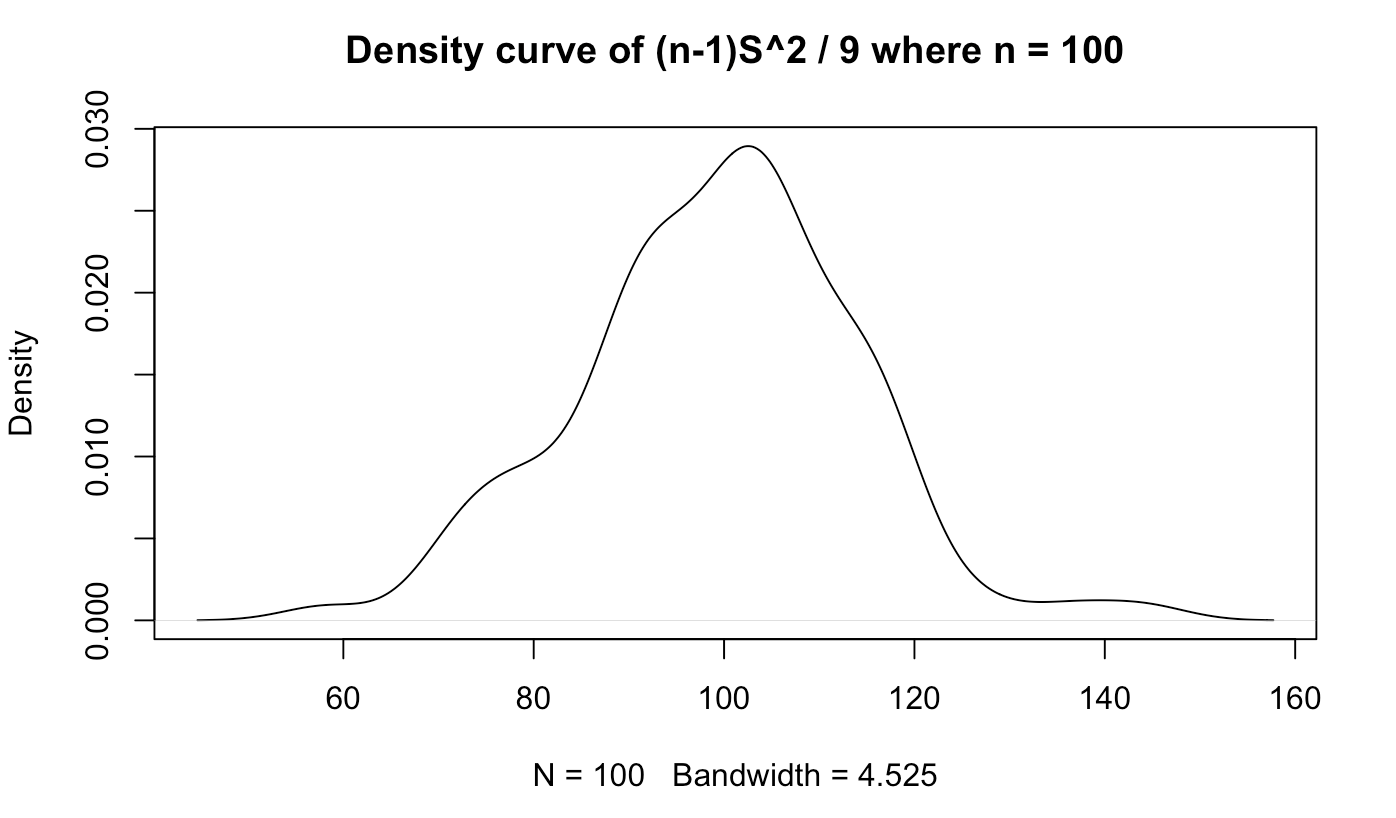 Density curve of (n-1)S^2 / 9 where n = 100
0.030
0.020
0.010
0.000
Density
60 80 100 120 140 160
N = 100 Bandwidth = 4.525